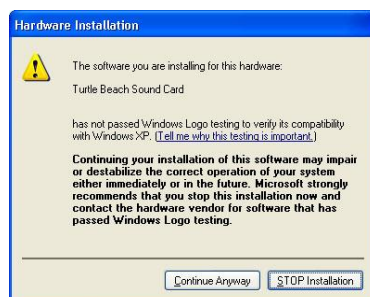 Hardware Installation
The software you are installing for this hardware:
Turtle Beach Sound Card
has not passed Windows Logo testing to verify its compatibility
with Windows XP. (Tell me why this testing is important.)
Continuing your installation of this software may impair
or destabilize the correct operation of your system
either immediately or in the future. Microsoft strongly
recommends that you stop this installation now and
contact the hardware vendor for software that has
passed Windows Logo testing.
Continue Anyway STOP Installation